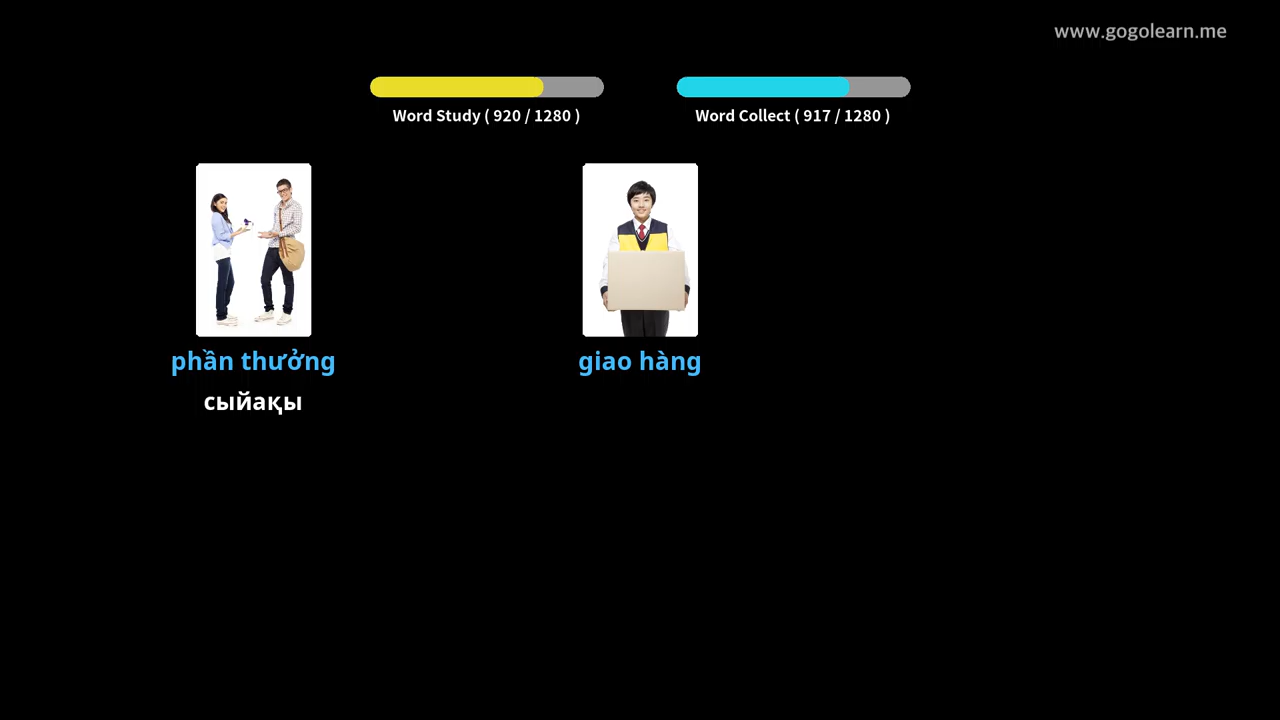 www.gogolearn.me
Word Study ( 920 / 1280 )
Word Collect ( 917 / 1280 )
phần thưởng
giao hàng
сыйақы